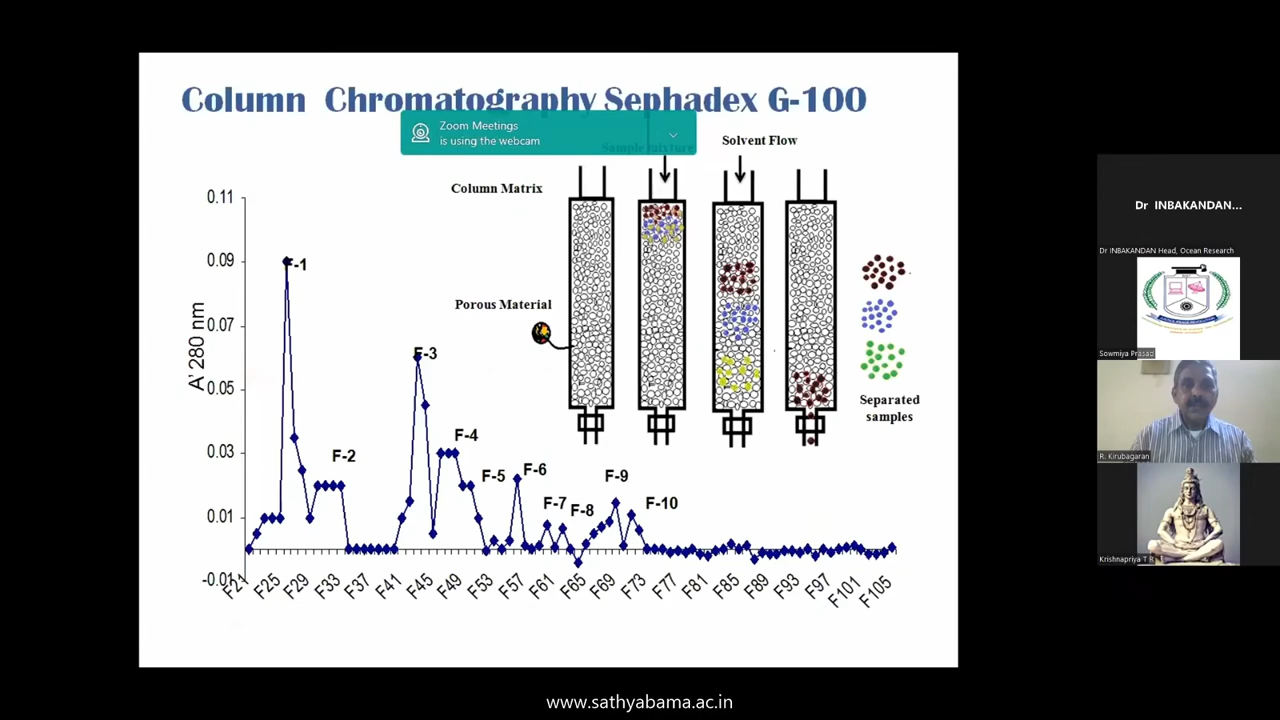 Column Chromatography Sephadex G-100
Zoom Meetings
is using the webcam
Sample mixture
Solvent Flow
Column Matrix
Porous Material
Separated
samples
A' 280 nm
0.11
0.09
0.07
0.05
0.03
0.01
-0.01
F-1
F-2
F-3
F-4
F-5
F-6
F-7
F-8
F-9
F-10
F21
F25
F29
F33
F37
F41
F45
F49
F53
F57
F61
F65
F69
F73
F77
F81
F85
F89
F93
F97
F101
F105
Dr INBAKANDAN...
Dr INBAKANDAN Head, Ocean Research
Sowmiya Prasad
R. Kirubagaran
Krishnapriya T R
www.sathyabama.ac.in